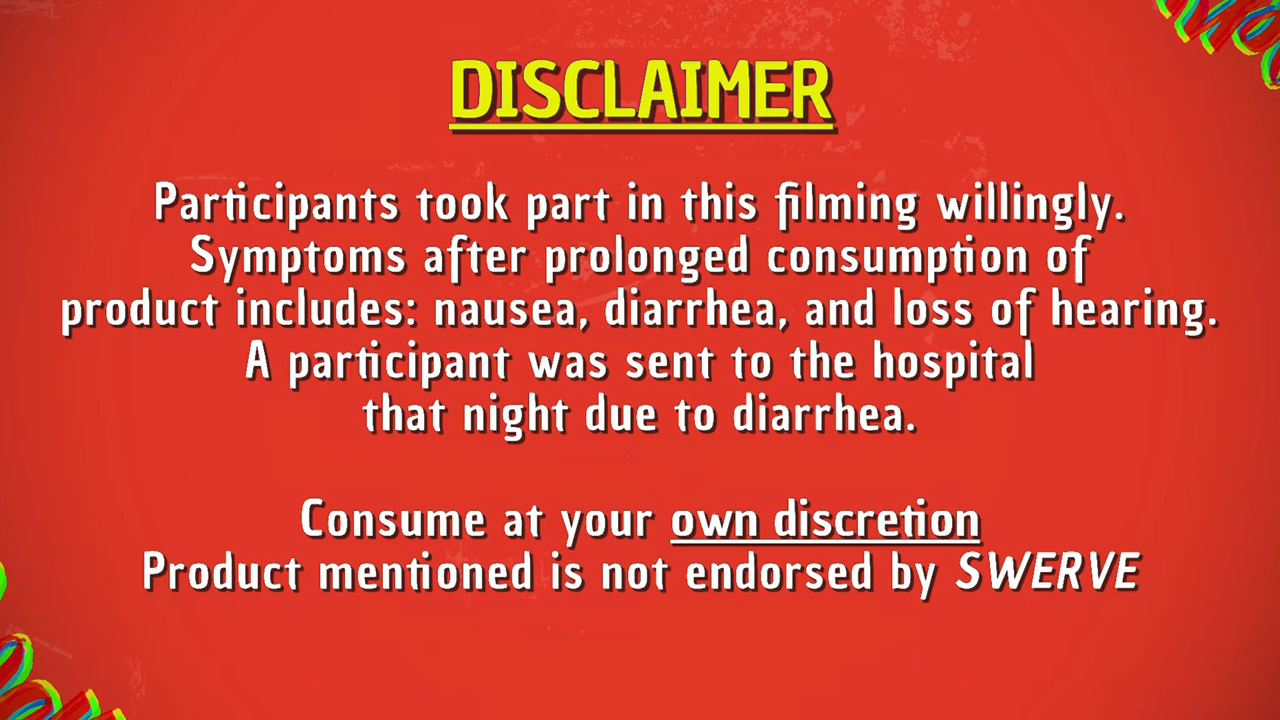 DISCLAIMER
Participants took part in this filming willingly.
Symptoms after prolonged consumption of
product includes: nausea, diarrhea, and loss of hearing.
A participant was sent to the hospital
that night due to diarrhea.
Consume at your own discretion
Product mentioned is not endorsed by SWERVE